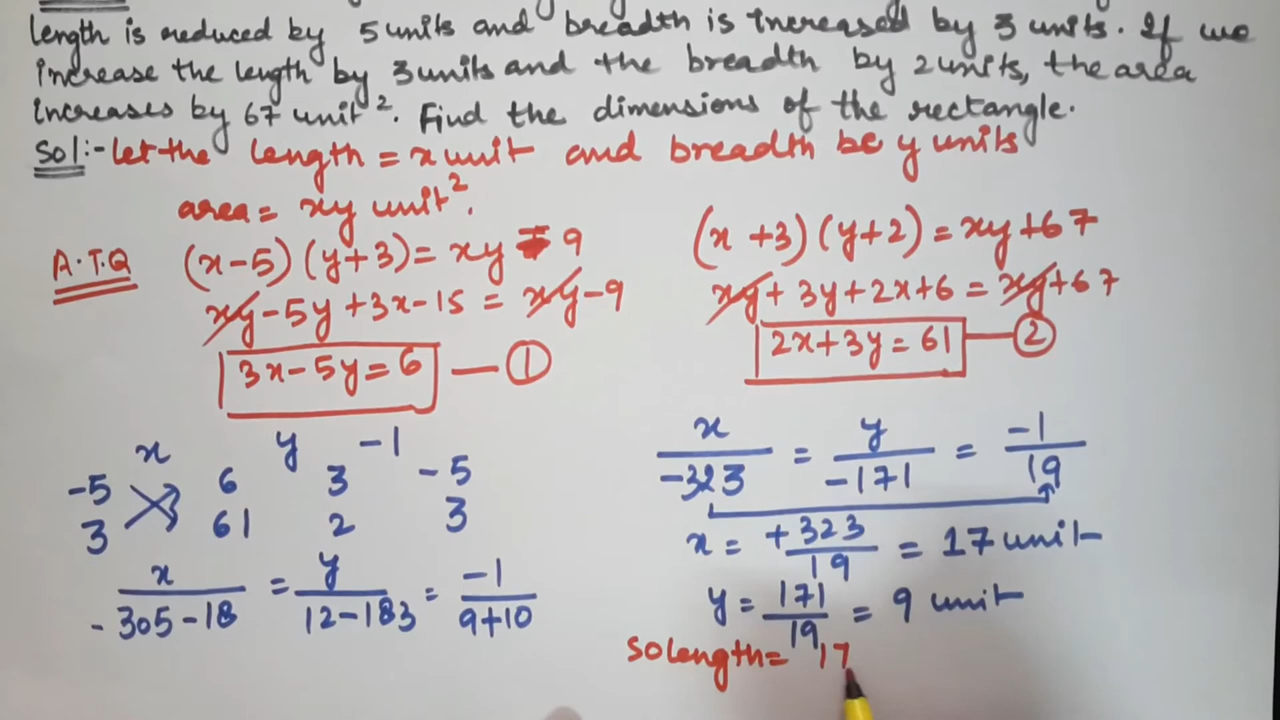 length is reduced by 5 units and breadth is increased by 3 units. If we
increase the length by 3 units and the breadth by 2 units, the area
increases by 67 unit². Find the dimensions of the rectangle.
Sol:- let the length = x unit and breadth be y units
area = xy unit².
A.T.Q (x-5) (y+3) = xy - 9
xy - 5y + 3x - 15 = xy - 9
3x - 5y = 6 — ①
(x+3) (y+2) = xy + 67
xy + 3y + 2x + 6 = xy + 67
2x + 3y = 61 — ②
x y -1
-5 6 3 -5
3 61 2 3
x/-305-18 = y/12-183 = -1/9+10
x/-323 = y/-171 = -1/19
x = +323/19 = 17 unit
y = 171/19 = 9 unit
So length = 17